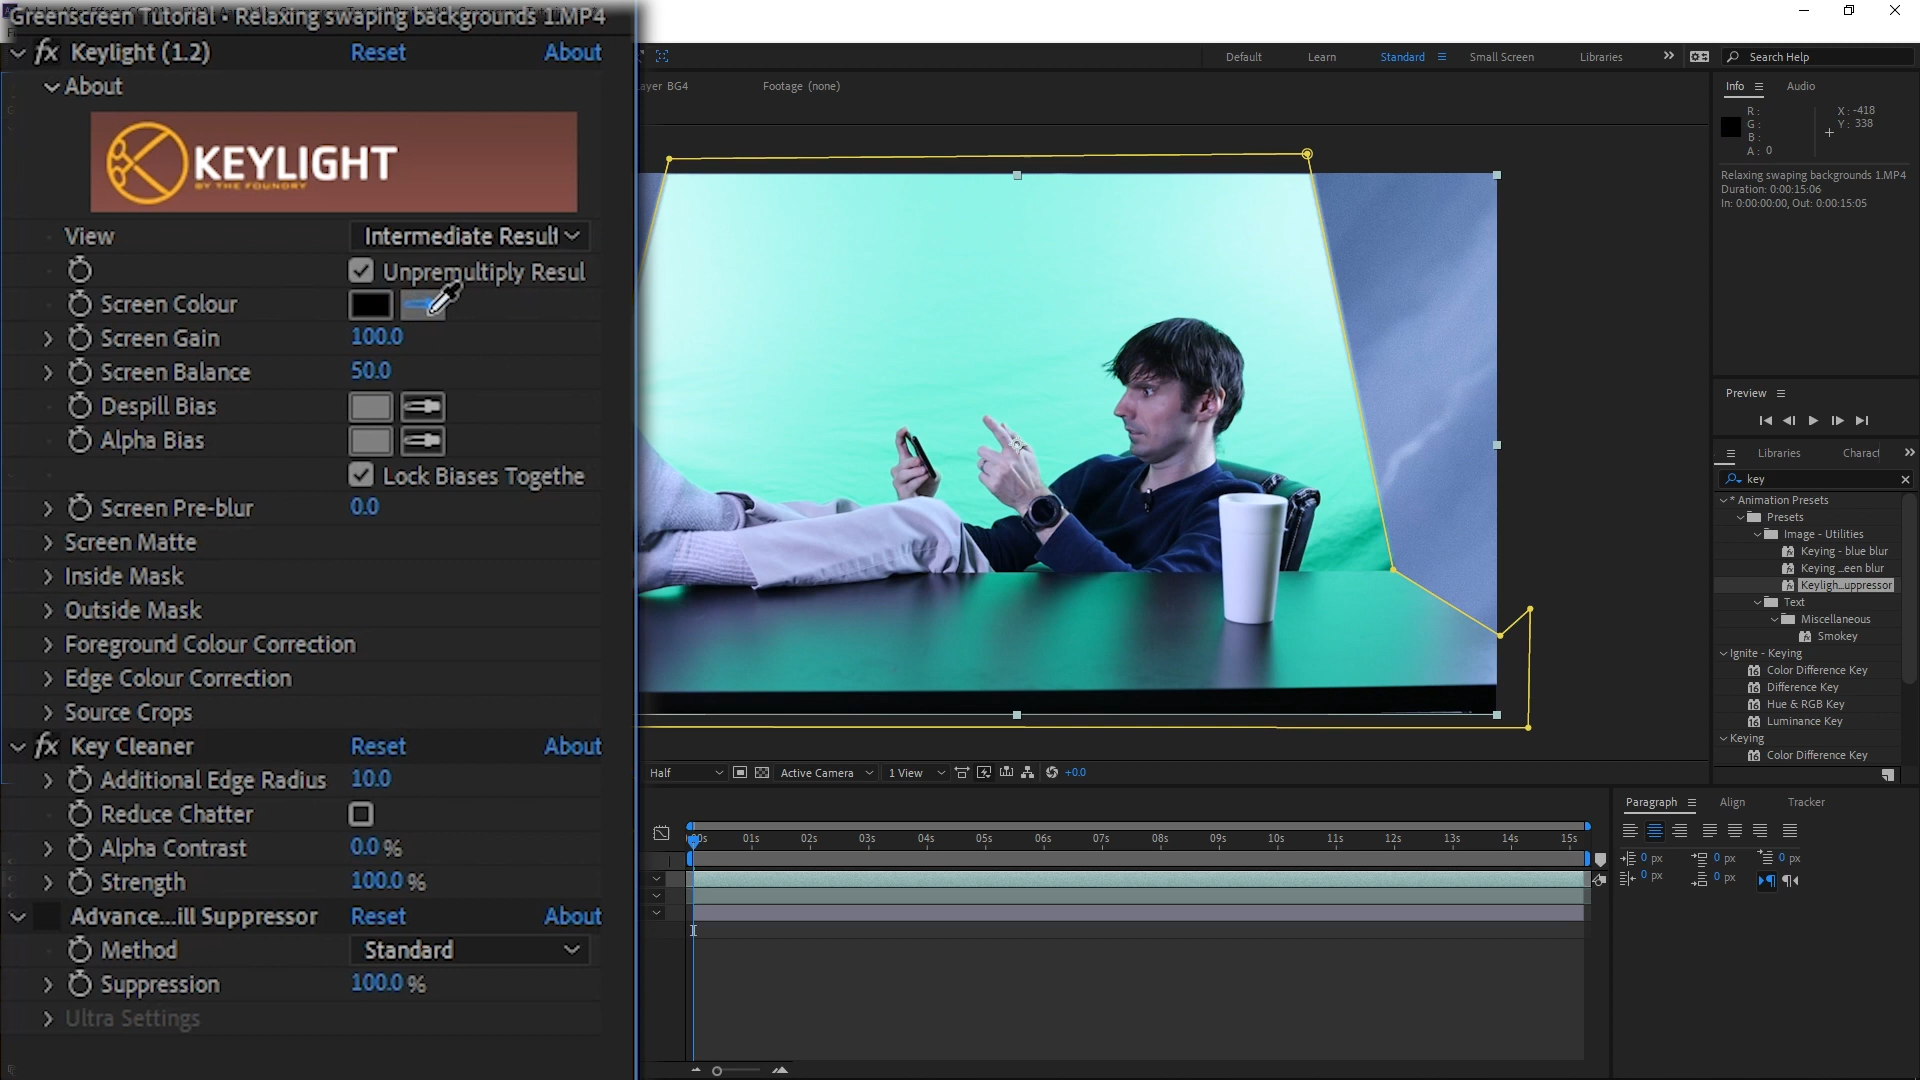 Greenscreen Tutorial • Relaxing swaping backgrounds 1.MP4
fx Keylight (1.2) Reset About
About
KEYLIGHT
BY THE FOUNDRY
View Intermediate Result
Unpremultiply Resul
Screen Colour
Screen Gain 100.0
Screen Balance 50.0
Despill Bias
Alpha Bias
Lock Biases Togethe
Screen Pre-blur 0.0
Screen Matte
Inside Mask
Outside Mask
Foreground Colour Correction
Edge Colour Correction
Source Crops
fx Key Cleaner Reset About
Additional Edge Radius 10.0
Reduce Chatter
Alpha Contrast 0.0 %
Strength 100.0 %
Advance...ill Suppressor Reset About
Method Standard
Suppression 100.0 %
Ultra Settings
Default Learn Standard Small Screen Libraries Search Help
ayer BG4 Footage (none)
Half Active Camera 1 View +0.0
00s 01s 02s 03s 04s 05s 06s 07s 08s 09s 10s 11s 12s 13s 14s 15s
Info Audio
R: X: -418
G: Y: 338
B:
A: 0
Relaxing swaping backgrounds 1.MP4
Duration: 0:00:15:06
In: 0:00:00:00, Out: 0:00:15:05
Preview
Libraries Charact
key
* Animation Presets
Presets
Image - Utilities
Keying - blue blur
Keying ...een blur
Keyligh...uppressor
Text
Miscellaneous
Smokey
Ignite - Keying
Color Difference Key
Difference Key
Hue & RGB Key
Luminance Key
Keying
Color Difference Key
Paragraph Align Tracker
0 px 0 px 0 px
0 px 0 px